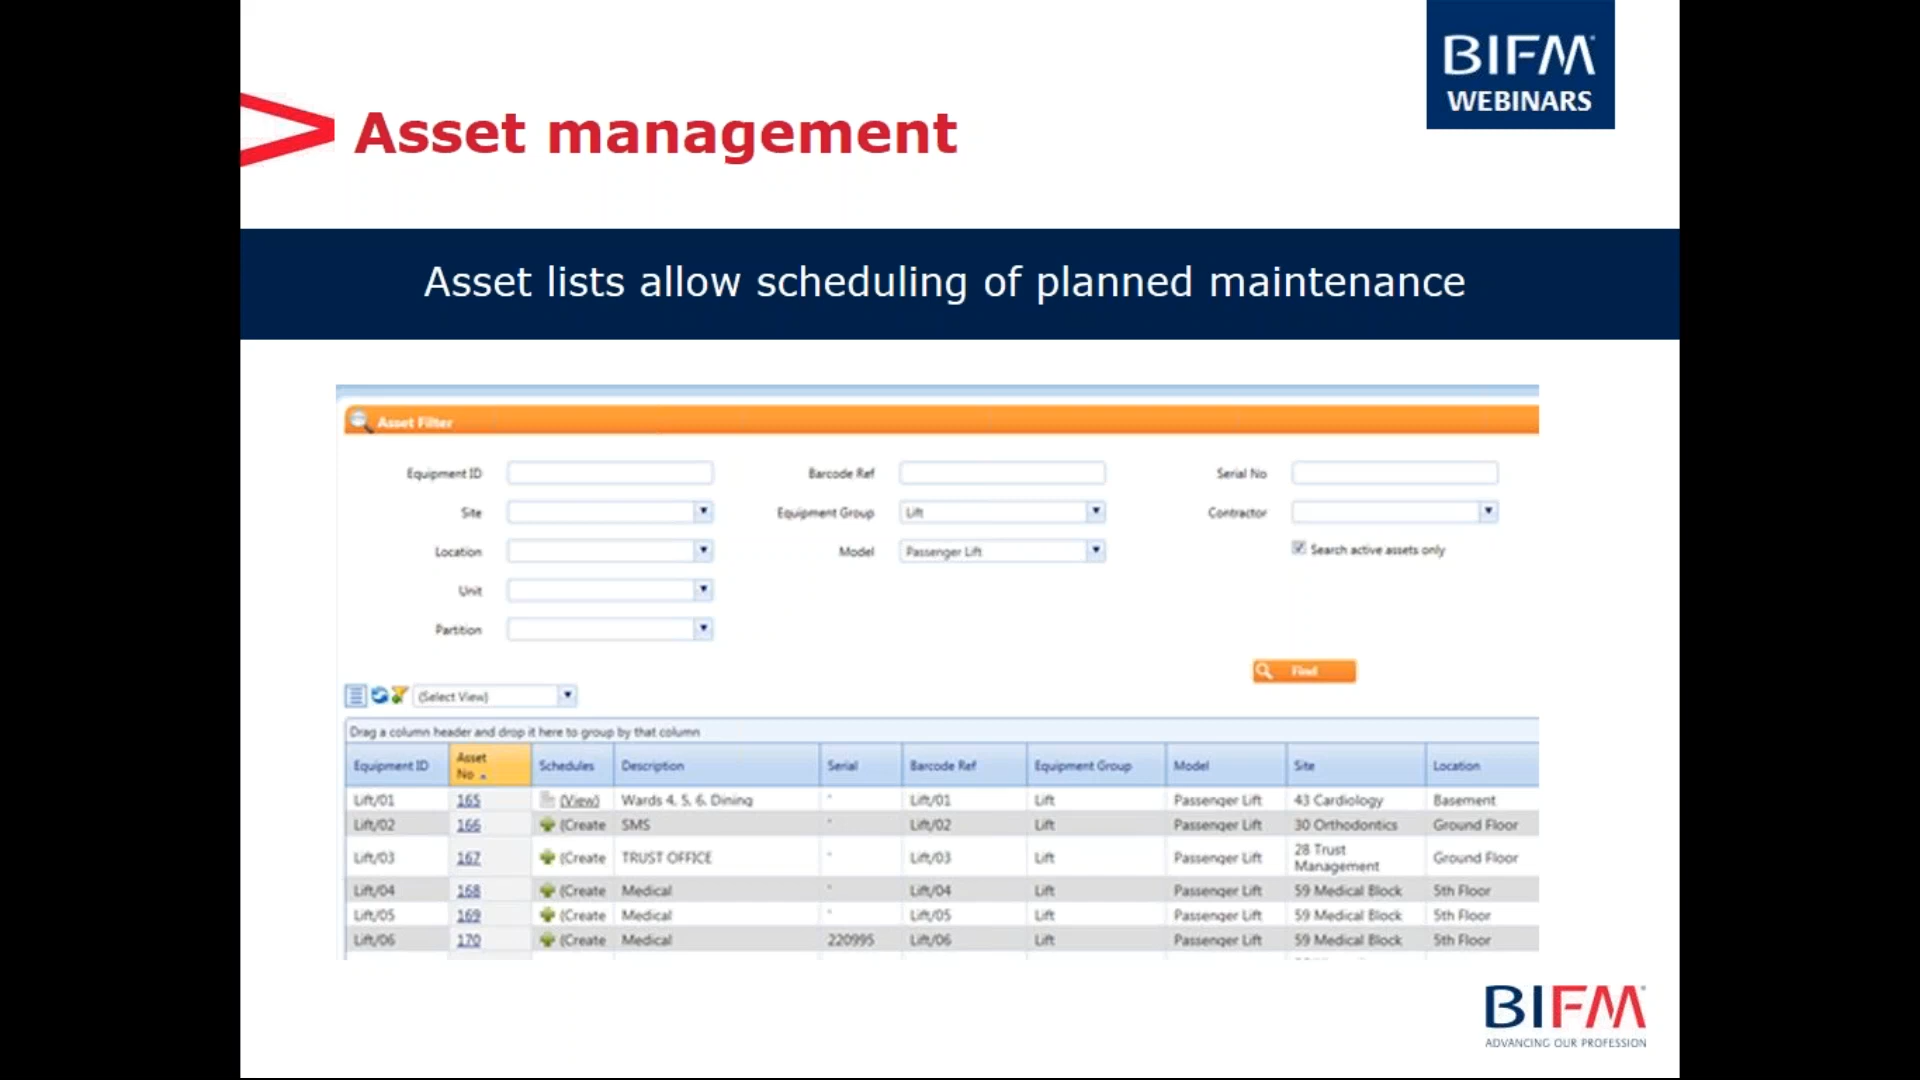 BIFM
WEBINARS
Asset management
Asset lists allow scheduling of planned maintenance
Asset Filter
Equipment ID Barcode Ref Serial No
Site Equipment Group Lift Contractor
Location Model Passenger Lift Search active assets only
Unit
Partition
Find
(Select View)
Drag a column header and drop it here to group by that column
Equipment ID Asset No Schedules Description Serial Barcode Ref Equipment Group Model Site Location
Lift/01 165 (View) Wards 4, 5, 6, Dining * Lift/01 Lift Passenger Lift 43 Cardiology Basement
Lift/02 166 (Create SMS * Lift/02 Lift Passenger Lift 30 Orthodontics Ground Floor
Lift/03 167 (Create TRUST OFFICE * Lift/03 Lift Passenger Lift 28 Trust Management Ground Floor
Lift/04 168 (Create Medical * Lift/04 Lift Passenger Lift 59 Medical Block 5th Floor
Lift/05 169 (Create Medical * Lift/05 Lift Passenger Lift 59 Medical Block 5th Floor
Lift/06 170 (Create Medical 220995 Lift/06 Lift Passenger Lift 59 Medical Block 5th Floor
BIFM
ADVANCING OUR PROFESSION